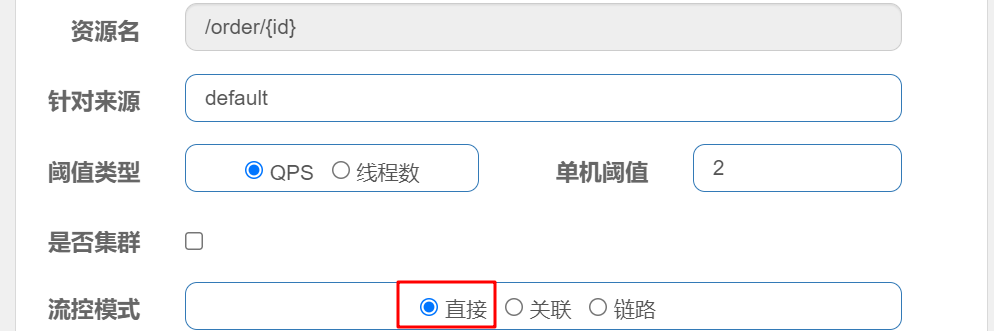 资源名 /order/{id}
针对来源 default
阈值类型 QPS 线程数 单机阈值 2
是否集群
流控模式 直接 关联 链路